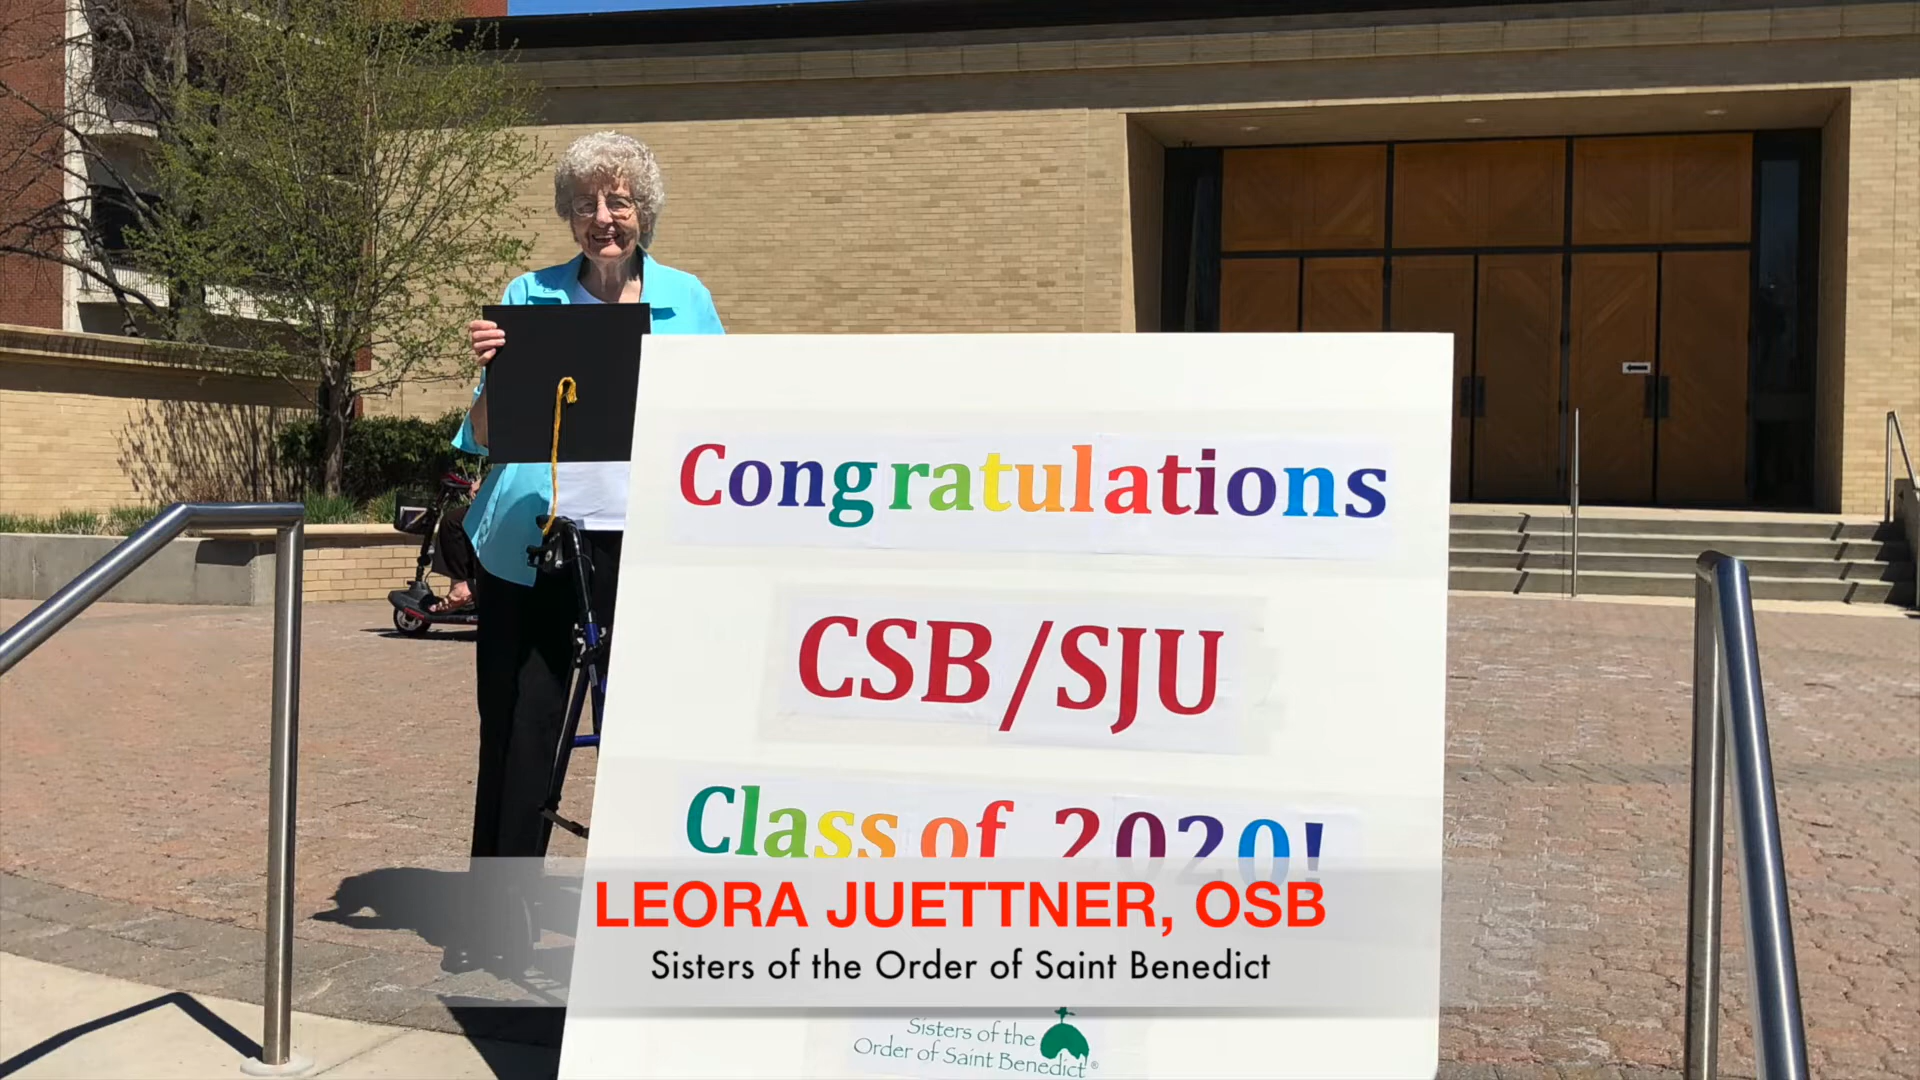 Congratulations
CSB/SJU
Class of 2020!
LEORA JUETTNER, OSB
Sisters of the Order of Saint Benedict
Sisters of the
Order of Saint Benedict®